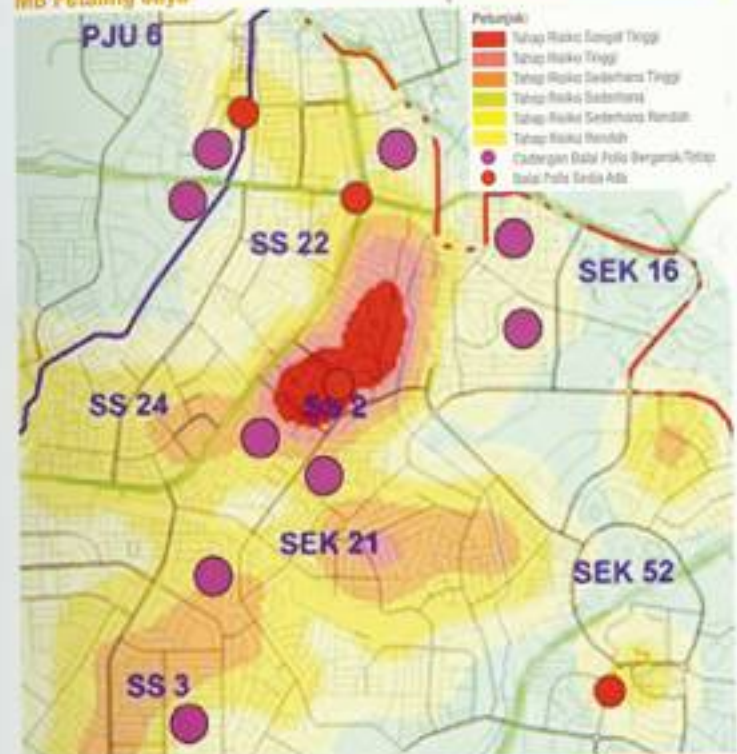 MB Petaling Jaya
Petunjuk:
Tahap Risiko Sangat Tinggi
Tahap Risiko Tinggi
Tahap Risiko Sederhana Tinggi
Tahap Risiko Sederhana
Tahap Risiko Sederhana Rendah
Tahap Risiko Rendah
Cadangan Balai Polis Bergerak/Tetap
Balai Polis Sedia Ada
PJU 6
SS 22
SEK 16
SS 24
SS 2
SEK 21
SEK 52
SS 3